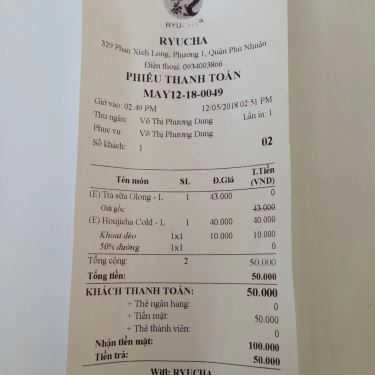 RYUCHA
RYUCHA
329 Phan Xích Long, Phường 1, Quận Phú Nhuận
Điện thoại: 0934003866
PHIẾU THANH TOÁN
MAY12-18-0049
Giờ vào: 02:49 PM 12/05/2018 02:51 PM
Thu ngân: Võ Thị Phương Dung Lần in: 1
Phục vụ: Võ Thị Phương Dung
Số khách: 1 02
Tên món SL Đ.Giá T.Tiền (VND)
(E) Trà sữa Olong - L 1 43.000 0
Giá gốc 43.000
(E) Houjicha Cold - L 1 40.000 40.000
Khoai dẻo 1x1 10.000 10.000
50% đường 1x1 0
Tổng cộng: 2 50.000
Tổng tiền: 50.000
KHÁCH THANH TOÁN: 50.000
+ Thẻ ngân hàng: 0
+ Tiền mặt: 50.000
+ Thẻ thành viên: 0
Nhận tiền mặt: 100.000
Tiền trả: 50.000
Wifi: RYUCHA